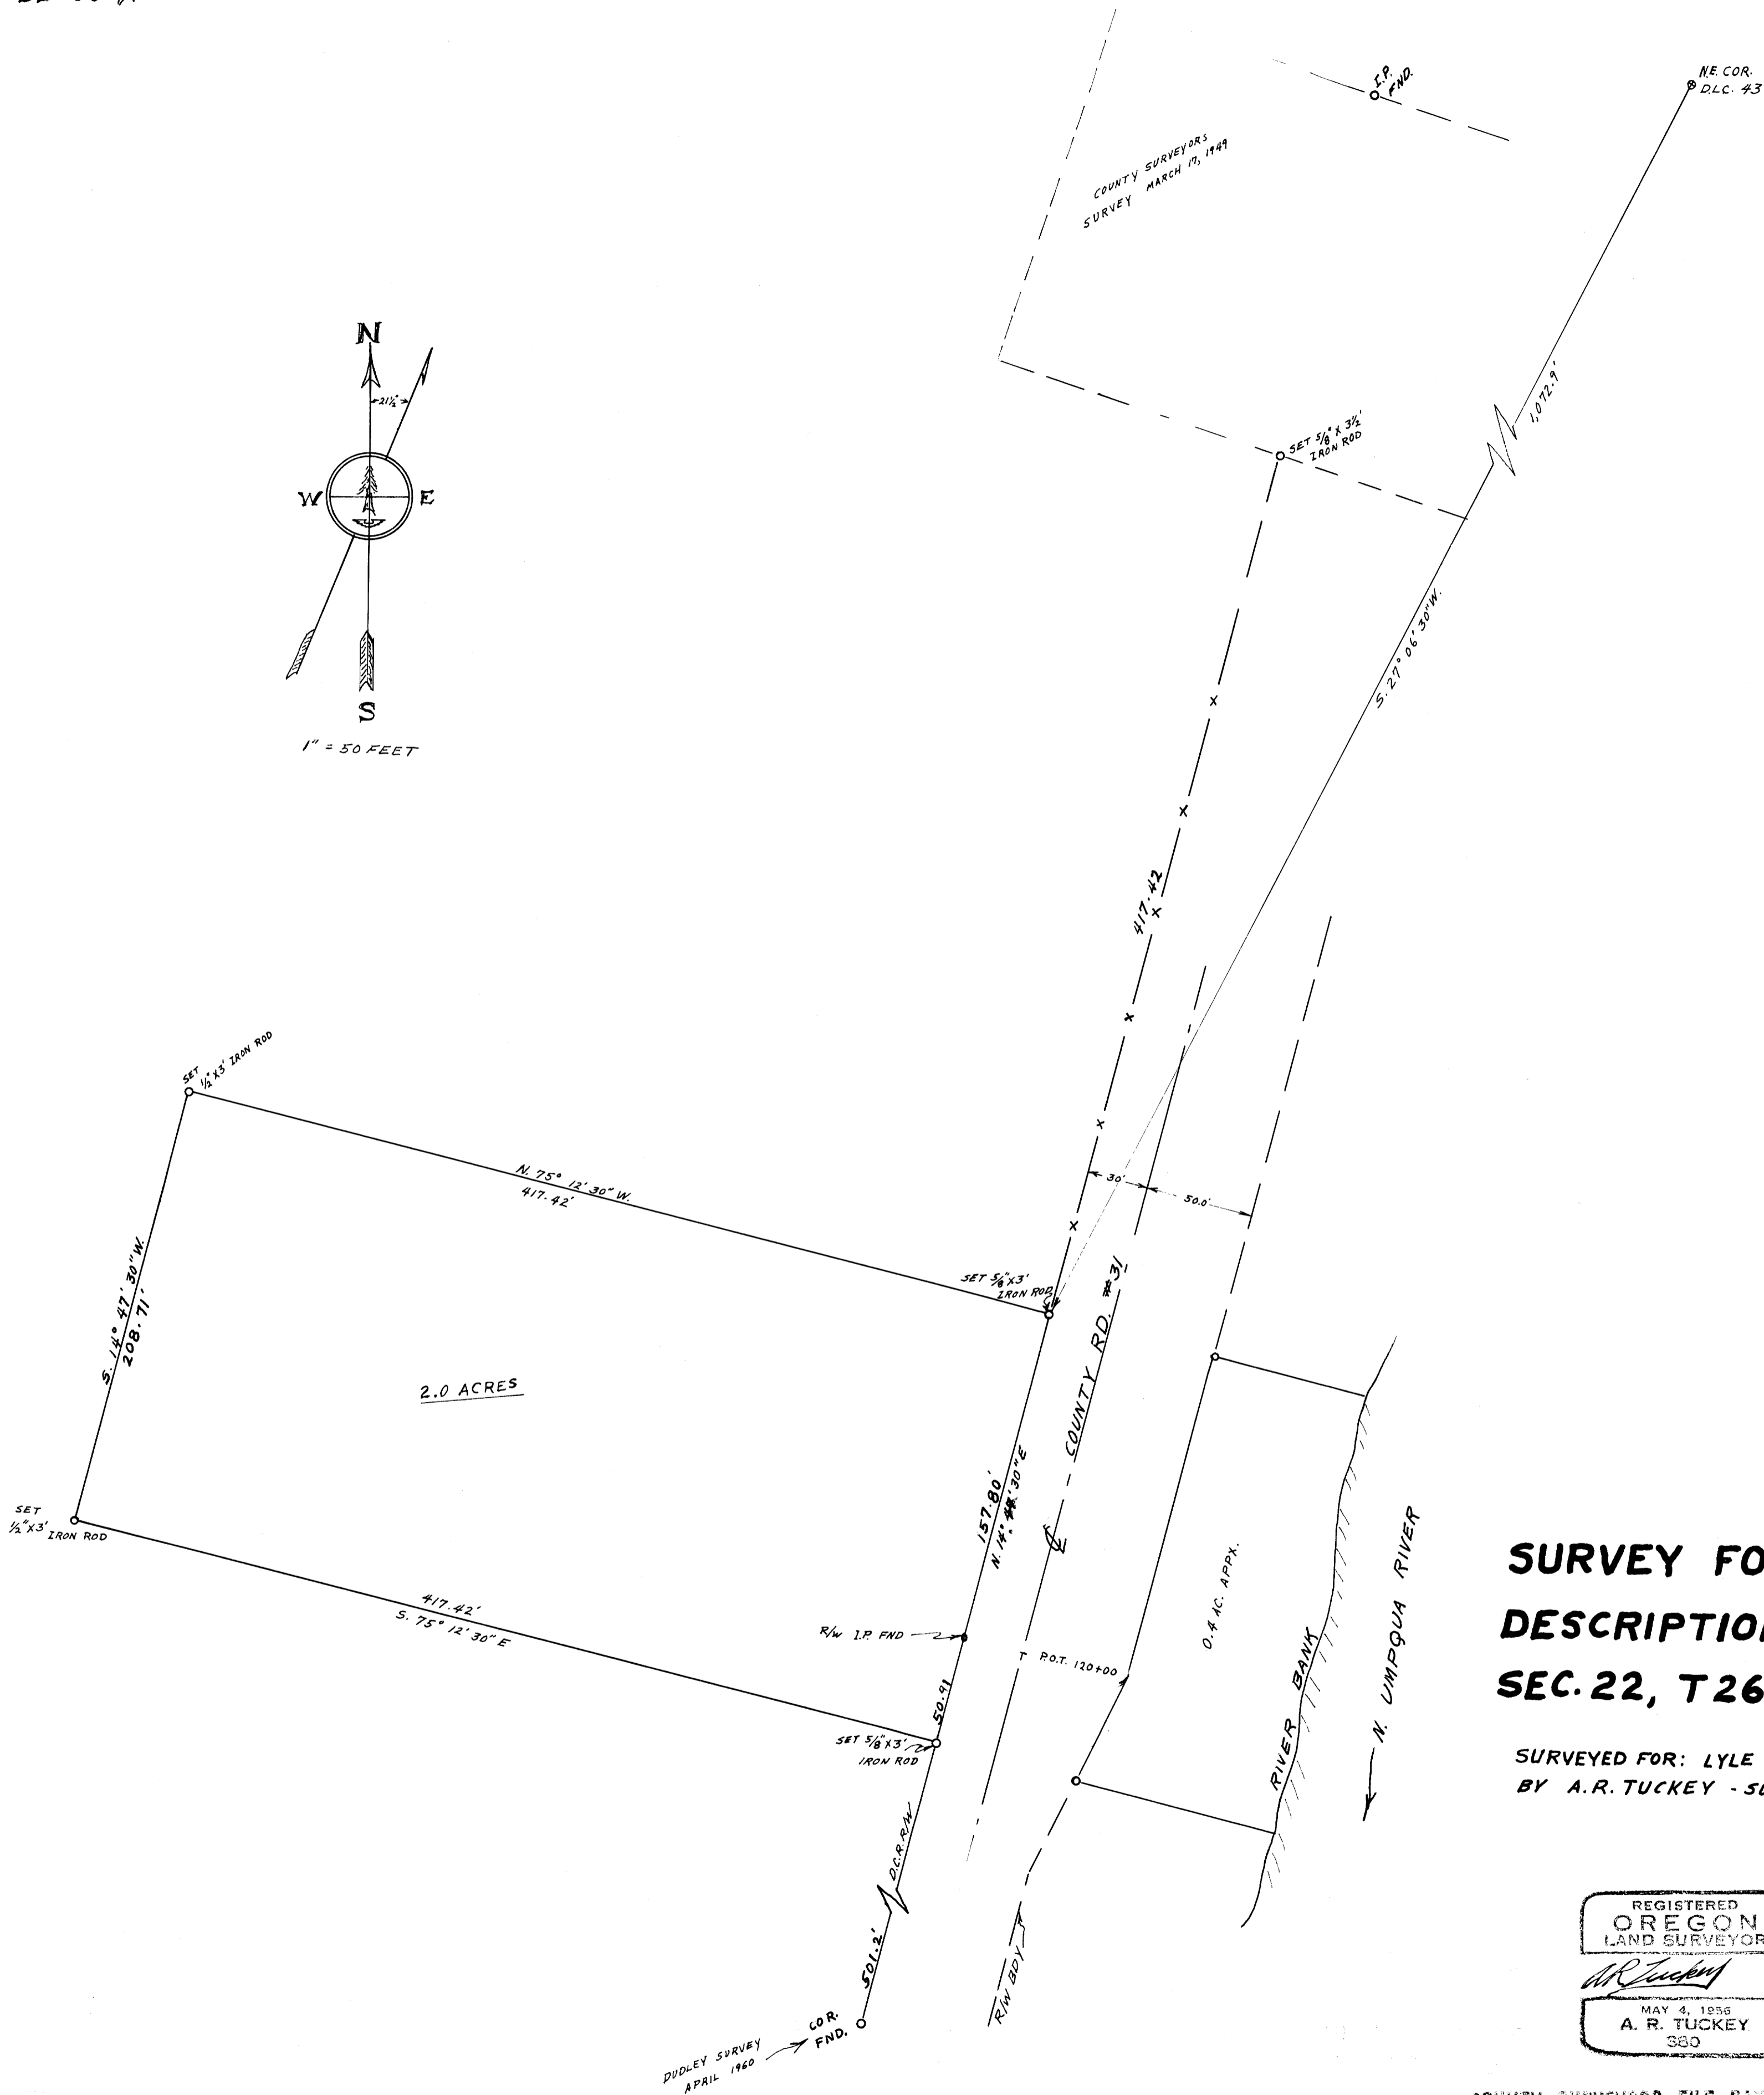 N.E. COR.
D.L.C. 43
I.P.
FND.
COUNTY SURVEYORS
SURVEY MARCH 17, 1949
N
21½°
W E
S
1" = 50 FEET
1,072.9'
SET 5/8" X 3½'
IRON ROD
S. 27° 06' 30" W.
417.42
SET
½" X 3' IRON ROD
N. 75° 12' 30" W.
417.42'
30'
50.0'
S. 14° 47' 30" W.
208.71'
SET 5/8" X 3'
IRON ROD
COUNTY RD. #31
2.0 ACRES
157.80'
N. 14° 30" E
SET
½" X 3' IRON ROD
417.42'
S. 75° 12' 30" E
R/W I.P. FND
T P.O.T. 120+00
0.4 AC. APPX.
RIVER BANK
N. UMPQUA RIVER
50.91
SET 5/8" X 3'
IRON ROD
D.C.R. R/W
501.2'
R/W BDY
COR.
FND.
DUDLEY SURVEY
APRIL 1960
SURVEY FO
DESCRIPTIO
SEC. 22, T 26
SURVEYED FOR: LYLE
BY A.R. TUCKEY - SU
REGISTERED
OREGON
LAND SURVEYOR
A R Tuckey
MAY 4, 1956
A. R. TUCKEY
380